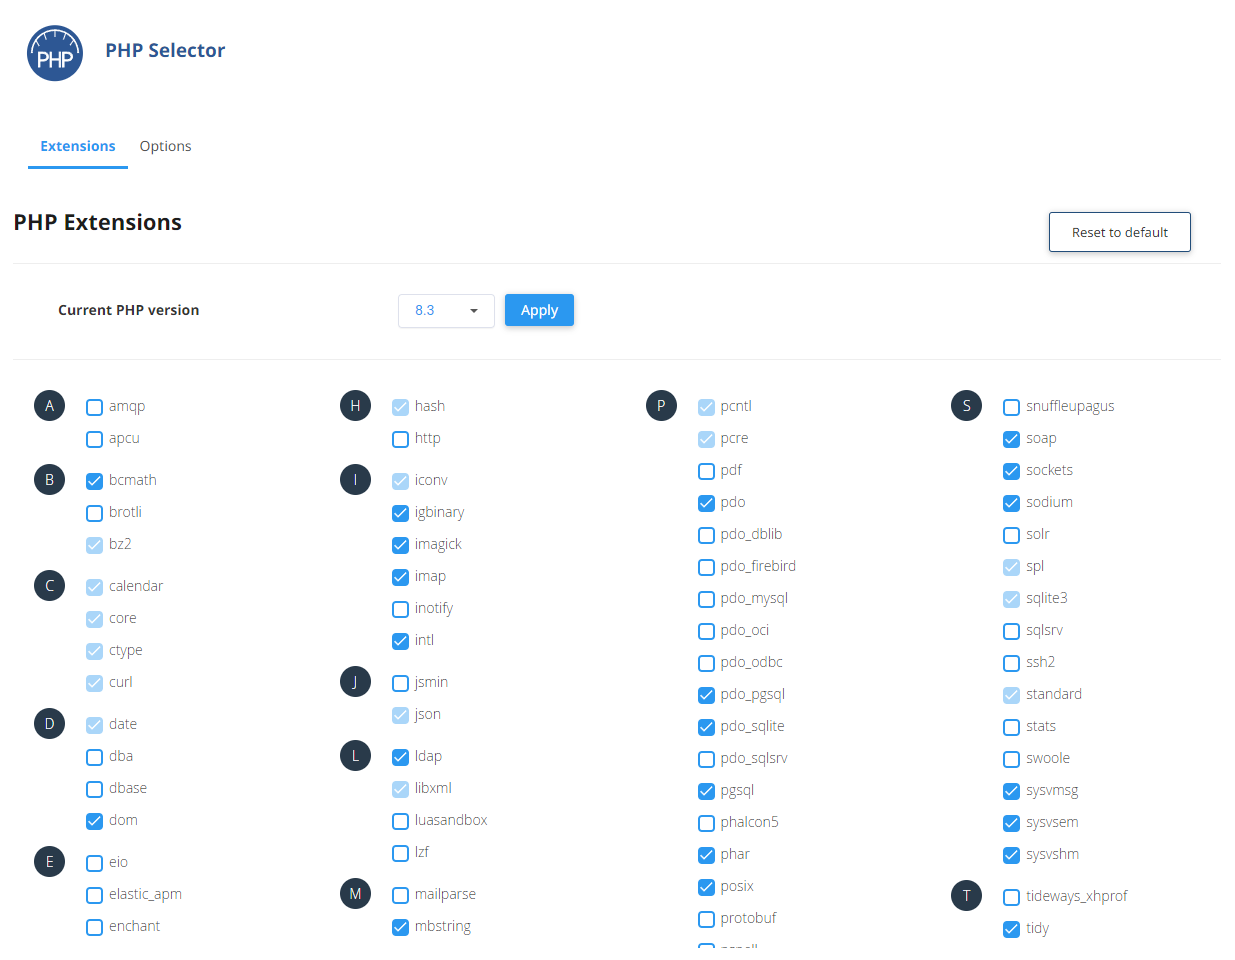 PHP
PHP Selector
Extensions
Options
PHP Extensions
Reset to default
Current PHP version
8.3
Apply
A
amqp
apcu
B
bcmath
brotli
bz2
C
calendar
core
ctype
curl
D
date
dba
dbase
dom
E
eio
elastic_apm
enchant
H
hash
http
I
iconv
igbinary
imagick
imap
inotify
intl
J
jsmin
json
L
ldap
libxml
luasandbox
lzf
M
mailparse
mbstring
P
pcntl
pcre
pdf
pdo
pdo_dblib
pdo_firebird
pdo_mysql
pdo_oci
pdo_odbc
pdo_pgsql
pdo_sqlite
pdo_sqlsrv
pgsql
phalcon5
phar
posix
protobuf
S
snuffleupagus
soap
sockets
sodium
solr
spl
sqlite3
sqlsrv
ssh2
standard
stats
swoole
sysvmsg
sysvsem
sysvshm
T
tideways_xhprof
tidy